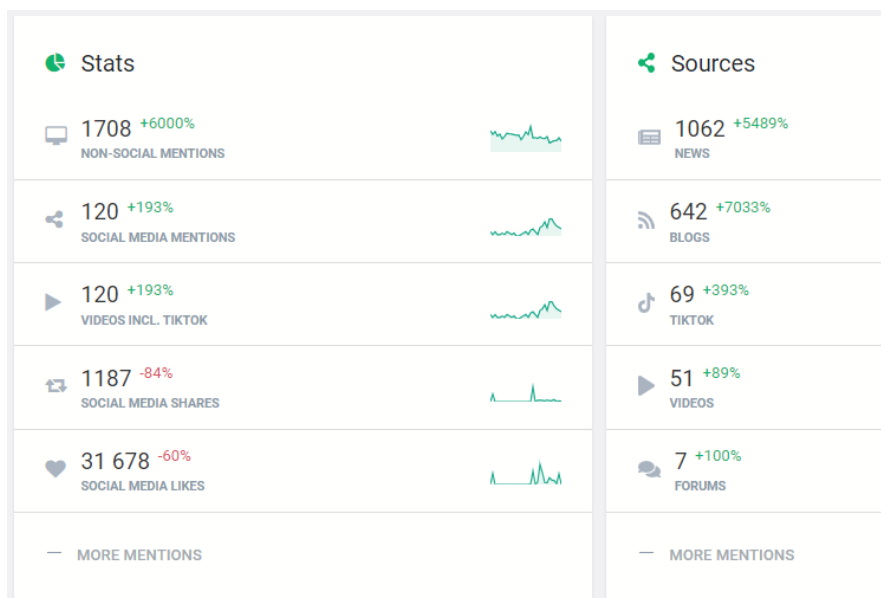 Stats
1708 +6000%
NON-SOCIAL MENTIONS
120 +193%
SOCIAL MEDIA MENTIONS
120 +193%
VIDEOS INCL. TIKTOK
1187 -84%
SOCIAL MEDIA SHARES
31 678 -60%
SOCIAL MEDIA LIKES
MORE MENTIONS
Sources
1062 +5489%
NEWS
642 +7033%
BLOGS
69 +393%
TIKTOK
51 +89%
VIDEOS
7 +100%
FORUMS
MORE MENTIONS